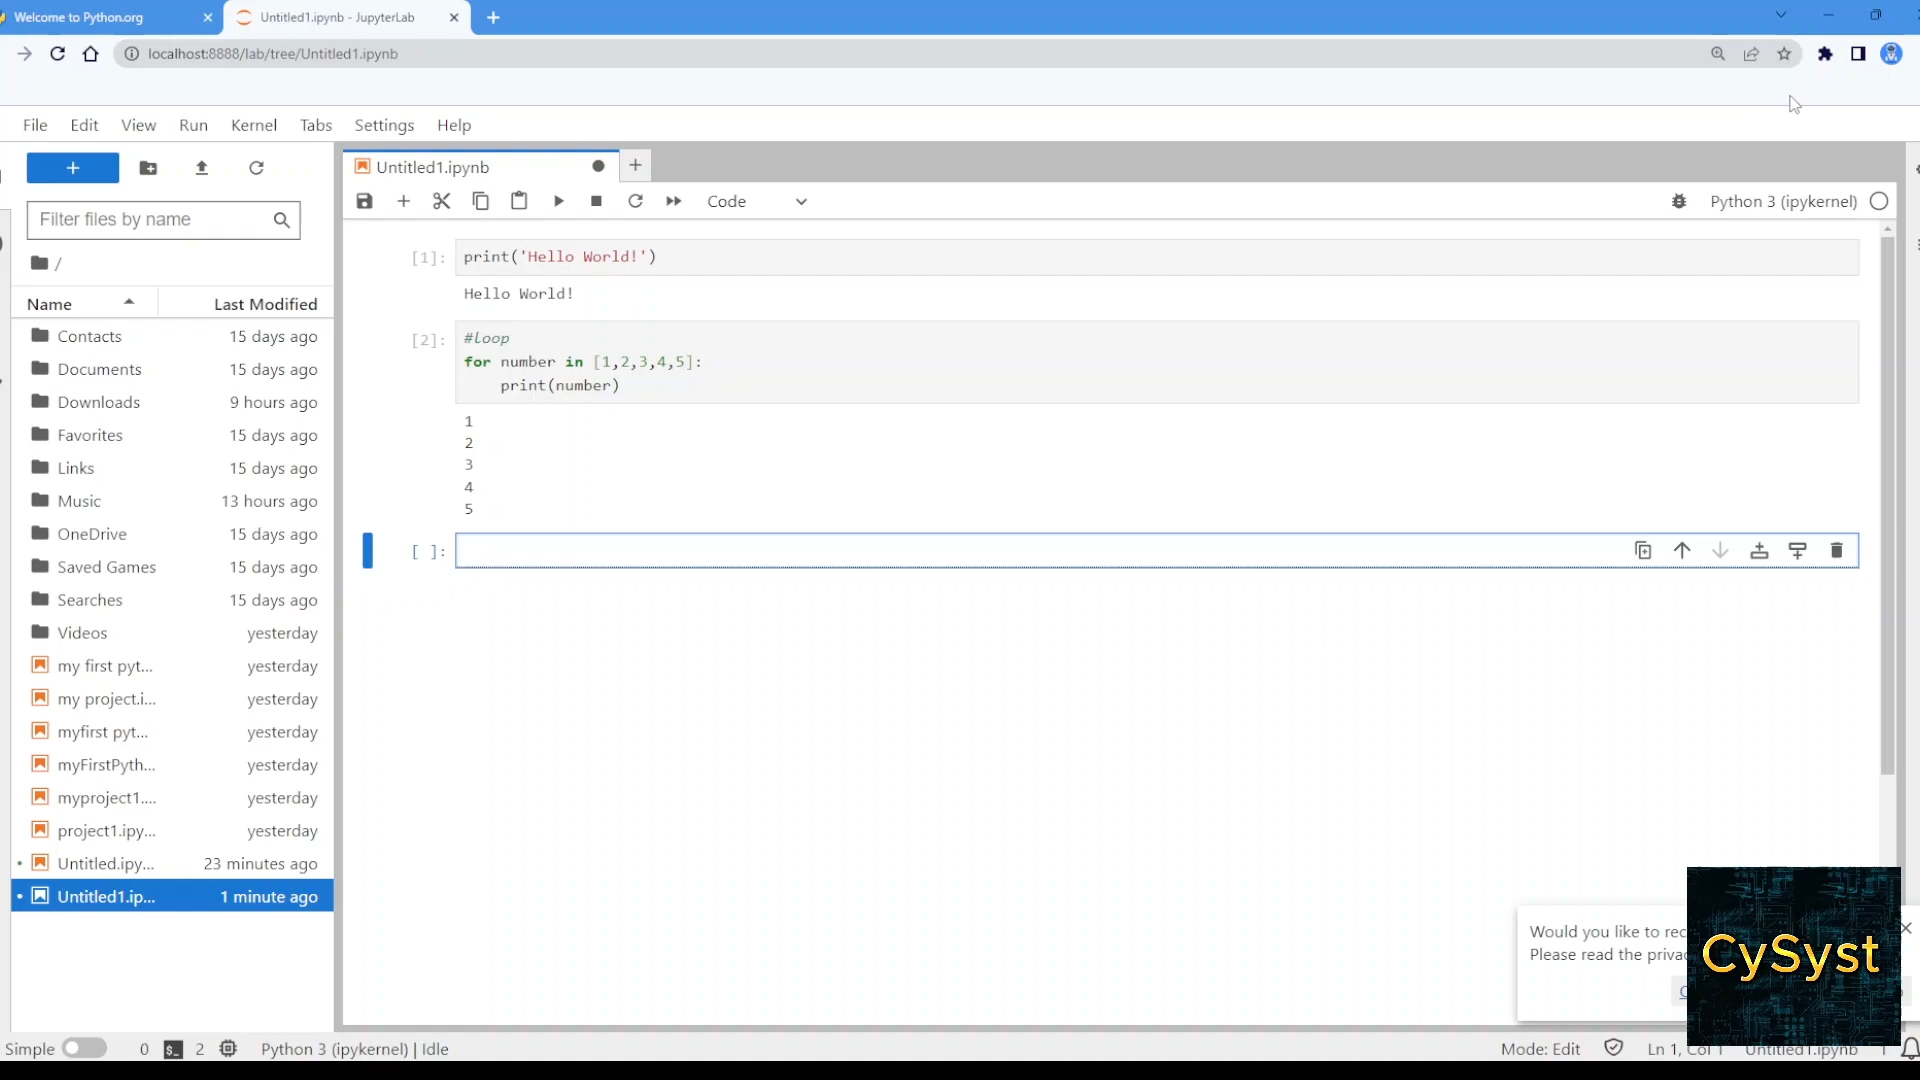 Welcome to Python.org
Untitled1.ipynb - JupyterLab
localhost:8888/lab/tree/Untitled1.ipynb
File Edit View Run Kernel Tabs Settings Help
Untitled1.ipynb
Filter files by name
Code
Python 3 (ipykernel)
/
Name Last Modified
Contacts 15 days ago
Documents 15 days ago
Downloads 9 hours ago
Favorites 15 days ago
Links 15 days ago
Music 13 hours ago
OneDrive 15 days ago
Saved Games 15 days ago
Searches 15 days ago
Videos yesterday
my first pyt... yesterday
my project.i... yesterday
myfirst pyt... yesterday
myFirstPyth... yesterday
myproject1.... yesterday
project1.ipy... yesterday
Untitled.ipy... 23 minutes ago
Untitled1.ip... 1 minute ago
[1]: print('Hello World!')
Hello World!
[2]: #loop
for number in [1,2,3,4,5]:
print(number)
1
2
3
4
5
[ ]:
Would you like to rec
Please read the privac
CySyst
Simple 0 $_ 2 Python 3 (ipykernel) | Idle
Mode: Edit Ln 1, Col 1 Untitled1.ipynb 1